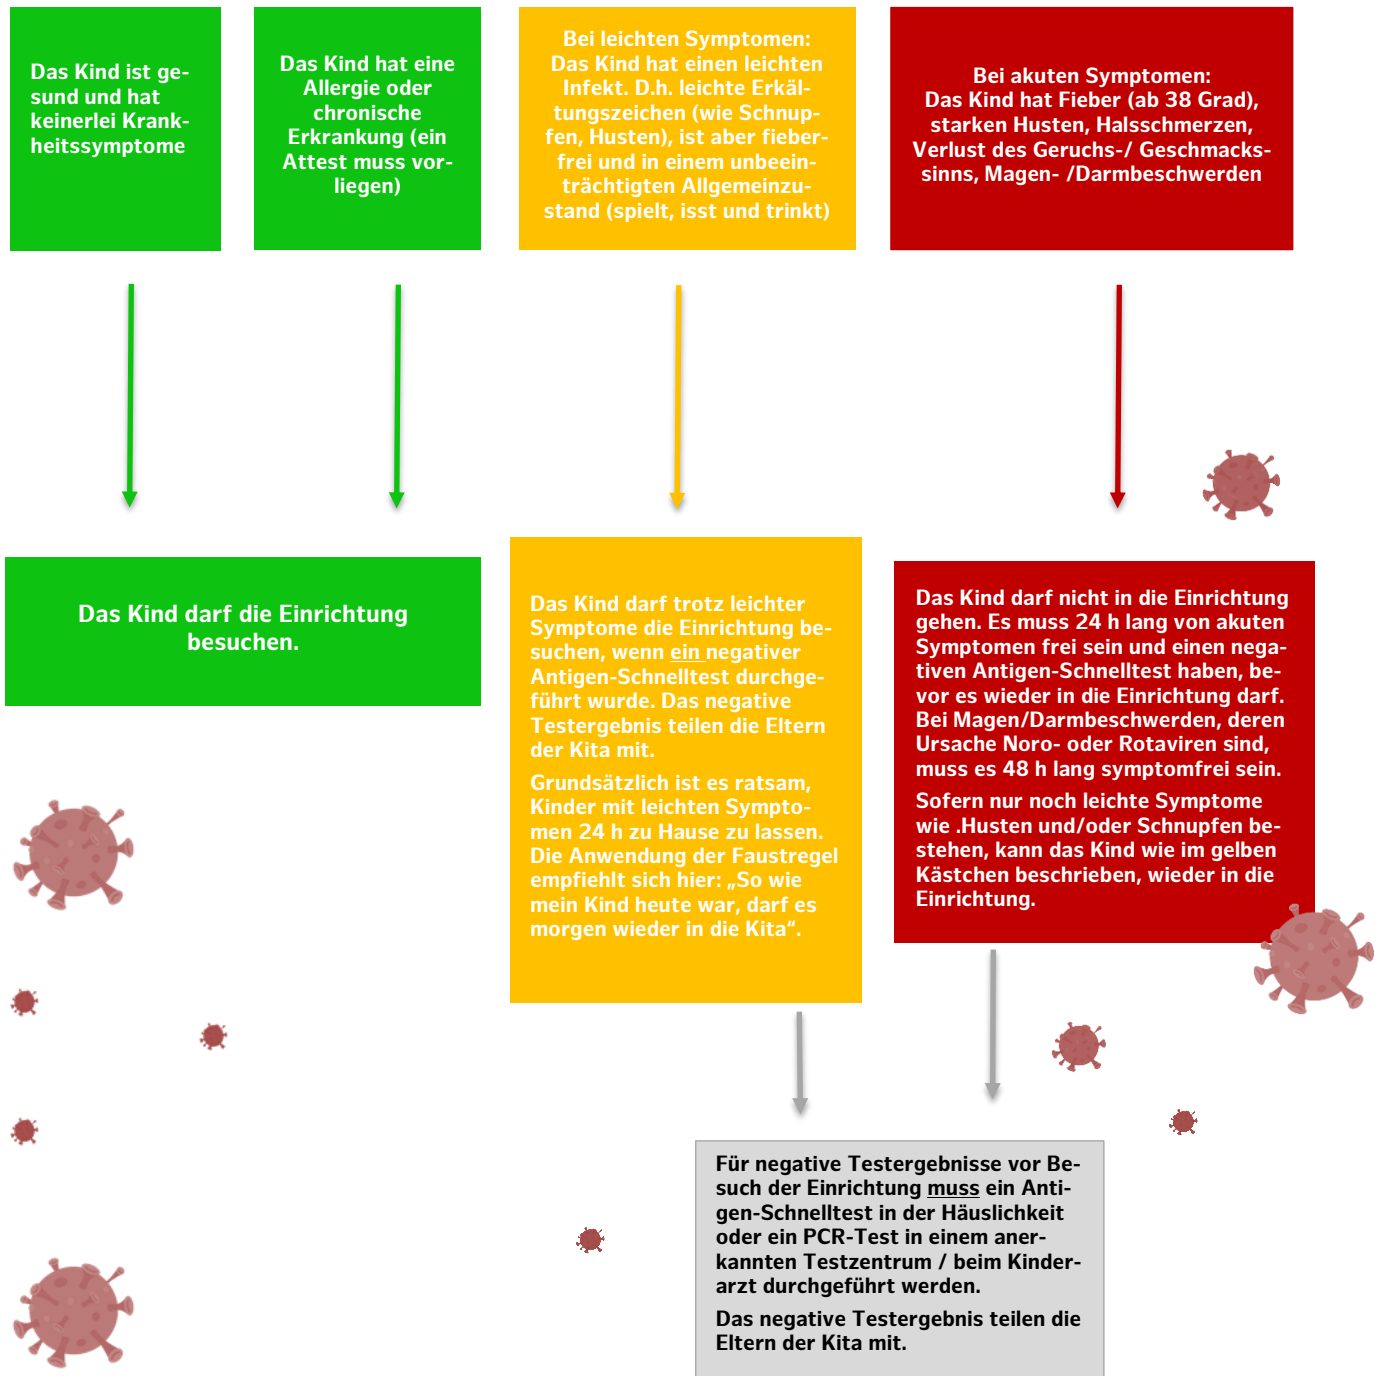 Das Kind ist ge-
sund und hat
keinerlei Krank-
heitssymptome
Das Kind hat eine
Allergie oder
chronische
Erkrankung (ein
Attest muss vor-
liegen)
Bei leichten Symptomen:
Das Kind hat einen leichten
Infekt. D.h. leichte Erkäl-
tungszeichen (wie Schnup-
fen, Husten), ist aber fieber-
frei und in einem unbeein-
trächtigten Allgemeinzu-
stand (spielt, isst und trinkt)
Bei akuten Symptomen:
Das Kind hat Fieber (ab 38 Grad),
starken Husten, Halsschmerzen,
Verlust des Geruchs-/ Geschmacks-
sinns, Magen- /Darmbeschwerden
Das Kind darf die Einrichtung
besuchen.
Das Kind darf trotz leichter
Symptome die Einrichtung be-
suchen, wenn ein negativer
Antigen-Schnelltest durchge-
führt wurde. Das negative
Testergebnis teilen die Eltern
der Kita mit.
Grundsätzlich ist es ratsam,
Kinder mit leichten Sympto-
men 24 h zu Hause zu lassen.
Die Anwendung der Faustregel
empfiehlt sich hier: „So wie
mein Kind heute war, darf es
morgen wieder in die Kita“.
Das Kind darf nicht in die Einrichtung
gehen. Es muss 24 h lang von akuten
Symptomen frei sein und einen nega-
tiven Antigen-Schnelltest haben, be-
vor es wieder in die Einrichtung darf.
Bei Magen/Darmbeschwerden, deren
Ursache Noro- oder Rotaviren sind,
muss es 48 h lang symptomfrei sein.
Sofern nur noch leichte Symptome
wie .Husten und/oder Schnupfen be-
stehen, kann das Kind wie im gelben
Kästchen beschrieben, wieder in die
Einrichtung.
Für negative Testergebnisse vor Be-
such der Einrichtung muss ein Anti-
gen-Schnelltest in der Häuslichkeit
oder ein PCR-Test in einem aner-
kannten Testzentrum / beim Kinder-
arzt durchgeführt werden.
Das negative Testergebnis teilen die
Eltern der Kita mit.